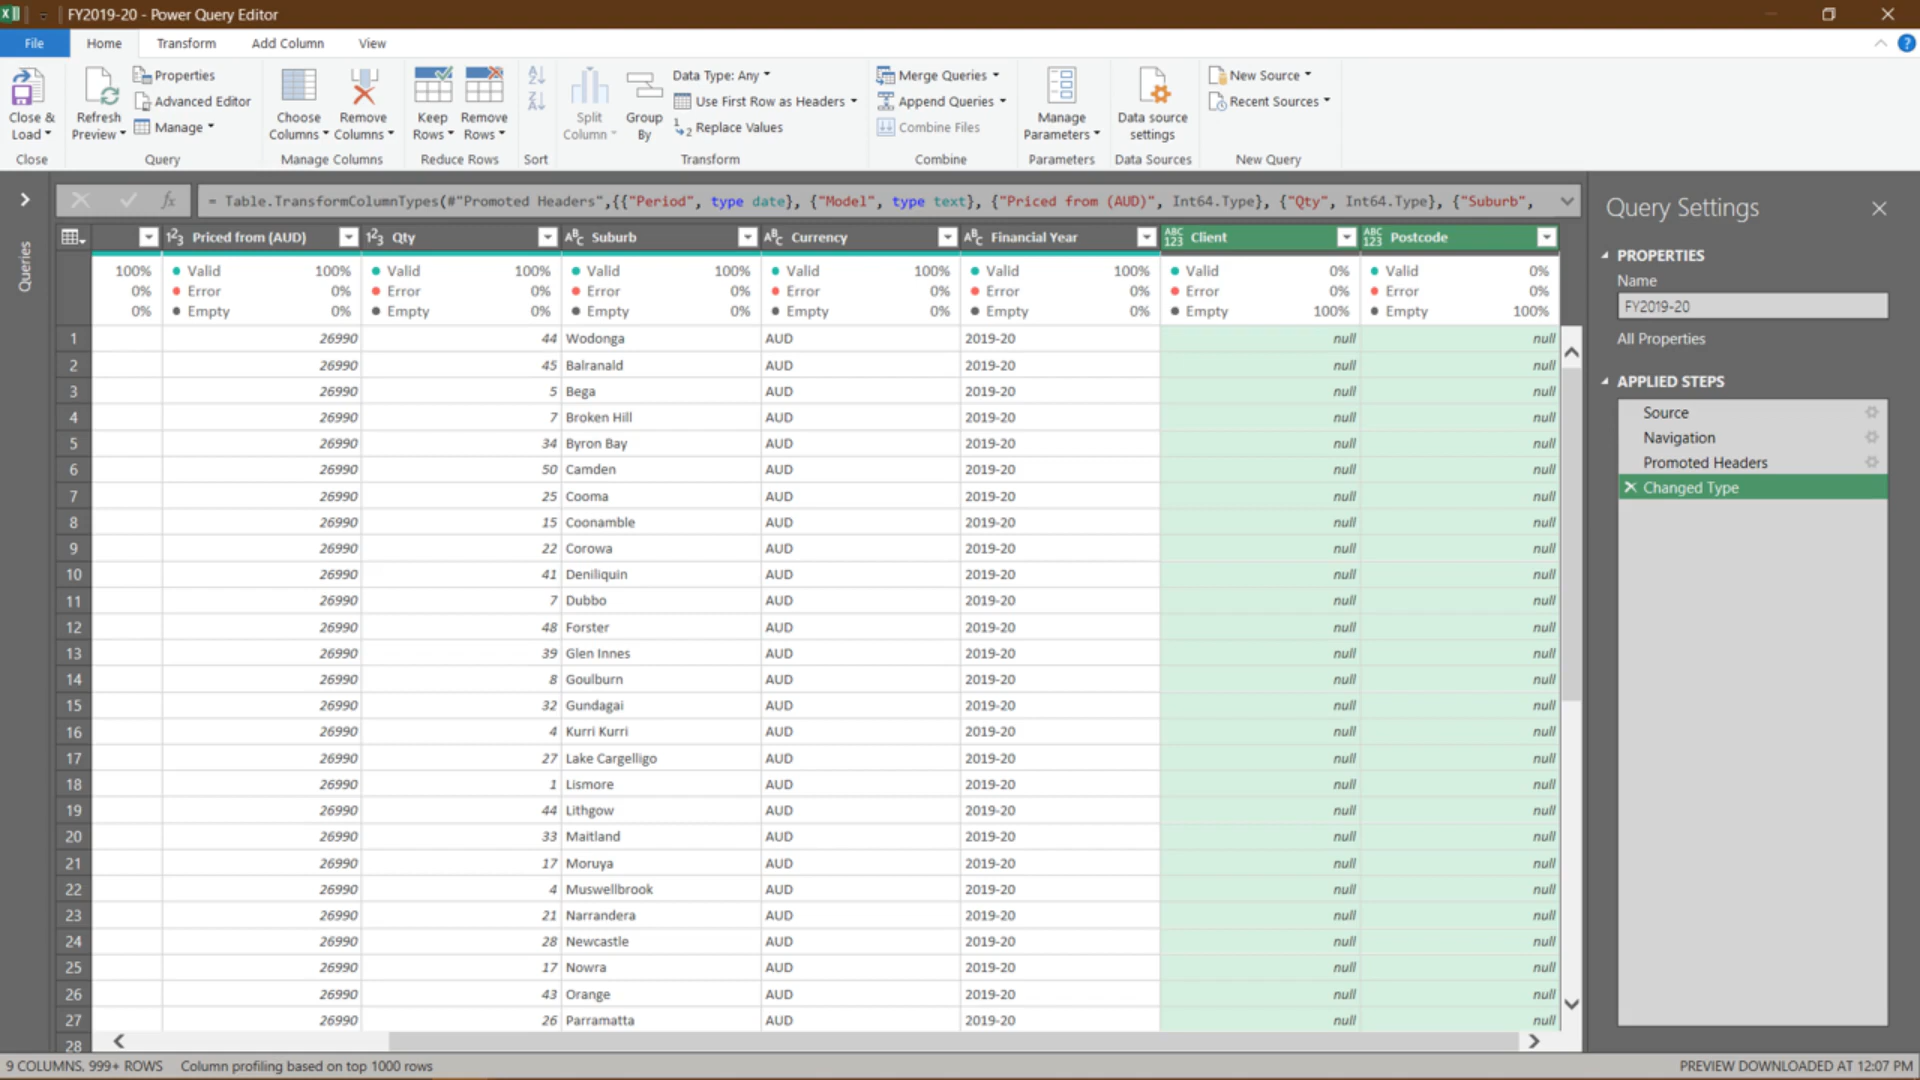 FY2019-20 - Power Query Editor
File Home Transform Add Column View
Close & Load
Close
Refresh Preview
Properties
Advanced Editor
Manage
Query
Choose Columns
Remove Columns
Manage Columns
Keep Rows
Remove Rows
Reduce Rows
Sort
Split Column
Group By
Data Type: Any
Use First Row as Headers
Replace Values
Transform
Merge Queries
Append Queries
Combine Files
Combine
Manage Parameters
Parameters
Data source settings
Data Sources
New Source
Recent Sources
New Query
Queries
fx = Table.TransformColumnTypes(#"Promoted Headers",{{"Period", type date}, {"Model", type text}, {"Priced from (AUD)", Int64.Type}, {"Qty", Int64.Type}, {"Suburb",
Priced from (AUD) Qty Suburb Currency Financial Year Client Postcode
100% Valid 100% Valid 100% Valid 100% Valid 100% Valid 100% Valid 0% Valid 0%
0% Error 0% Error 0% Error 0% Error 0% Error 0% Error 0% Error 0%
0% Empty 0% Empty 0% Empty 0% Empty 0% Empty 0% Empty 100% Empty 100%
1 26990 44 Wodonga AUD 2019-20 null null
2 26990 45 Balranald AUD 2019-20 null null
3 26990 5 Bega AUD 2019-20 null null
4 26990 7 Broken Hill AUD 2019-20 null null
5 26990 34 Byron Bay AUD 2019-20 null null
6 26990 50 Camden AUD 2019-20 null null
7 26990 25 Cooma AUD 2019-20 null null
8 26990 15 Coonamble AUD 2019-20 null null
9 26990 22 Corowa AUD 2019-20 null null
10 26990 41 Deniliquin AUD 2019-20 null null
11 26990 7 Dubbo AUD 2019-20 null null
12 26990 48 Forster AUD 2019-20 null null
13 26990 39 Glen Innes AUD 2019-20 null null
14 26990 8 Goulburn AUD 2019-20 null null
15 26990 32 Gundagai AUD 2019-20 null null
16 26990 4 Kurri Kurri AUD 2019-20 null null
17 26990 27 Lake Cargelligo AUD 2019-20 null null
18 26990 1 Lismore AUD 2019-20 null null
19 26990 44 Lithgow AUD 2019-20 null null
20 26990 33 Maitland AUD 2019-20 null null
21 26990 17 Moruya AUD 2019-20 null null
22 26990 4 Muswellbrook AUD 2019-20 null null
23 26990 21 Narrandera AUD 2019-20 null null
24 26990 28 Newcastle AUD 2019-20 null null
25 26990 17 Nowra AUD 2019-20 null null
26 26990 43 Orange AUD 2019-20 null null
27 26990 26 Parramatta AUD 2019-20 null null
28
Query Settings
PROPERTIES
Name
FY2019-20
All Properties
APPLIED STEPS
Source
Navigation
Promoted Headers
Changed Type
9 COLUMNS, 999+ ROWS Column profiling based on top 1000 rows
PREVIEW DOWNLOADED AT 12:07 PM